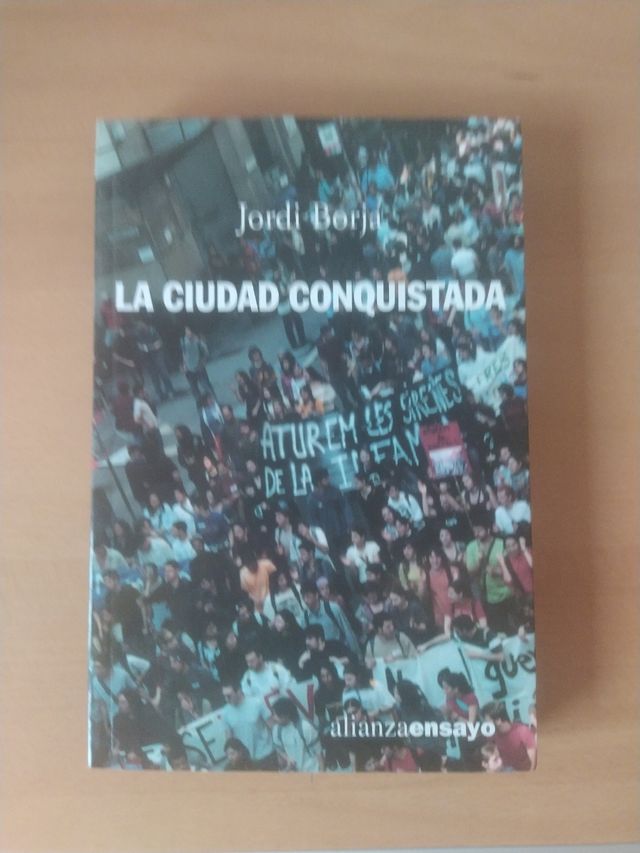 Jordi Borja
LA CIUDAD CONQUISTADA
ATUREM LES SIRENES
DE LA
alianzaensayo